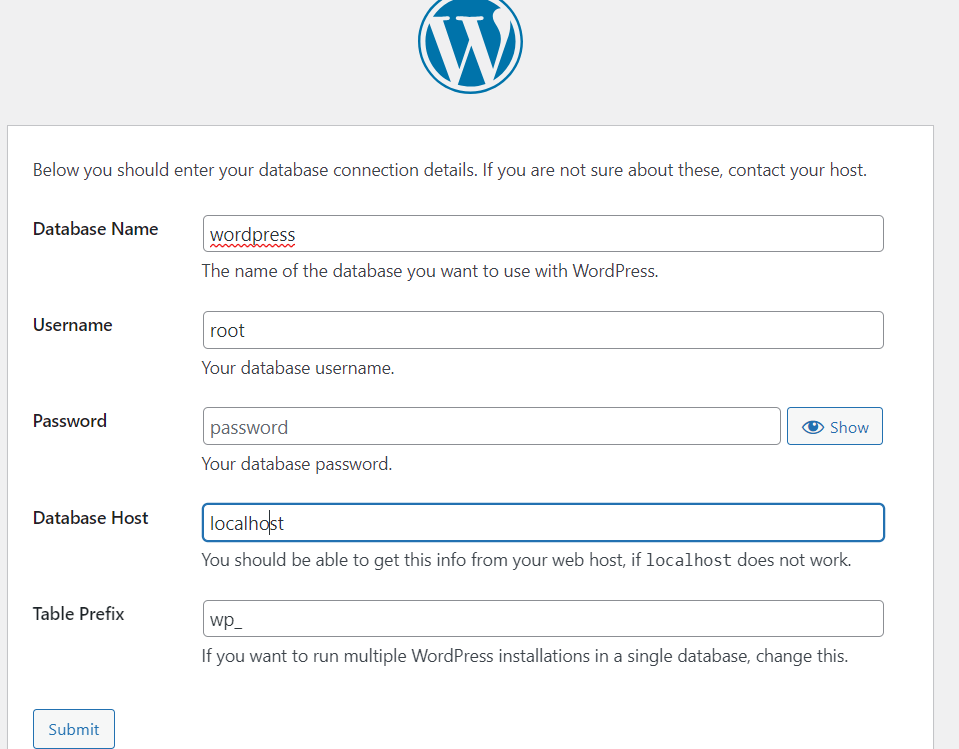 Below you should enter your database connection details. If you are not sure about these, contact your host.
Database Name
wordpress
The name of the database you want to use with WordPress.
Username
root
Your database username.
Password
password
Show
Your database password.
Database Host
localhost
You should be able to get this info from your web host, if localhost does not work.
Table Prefix
wp_
If you want to run multiple WordPress installations in a single database, change this.
Submit